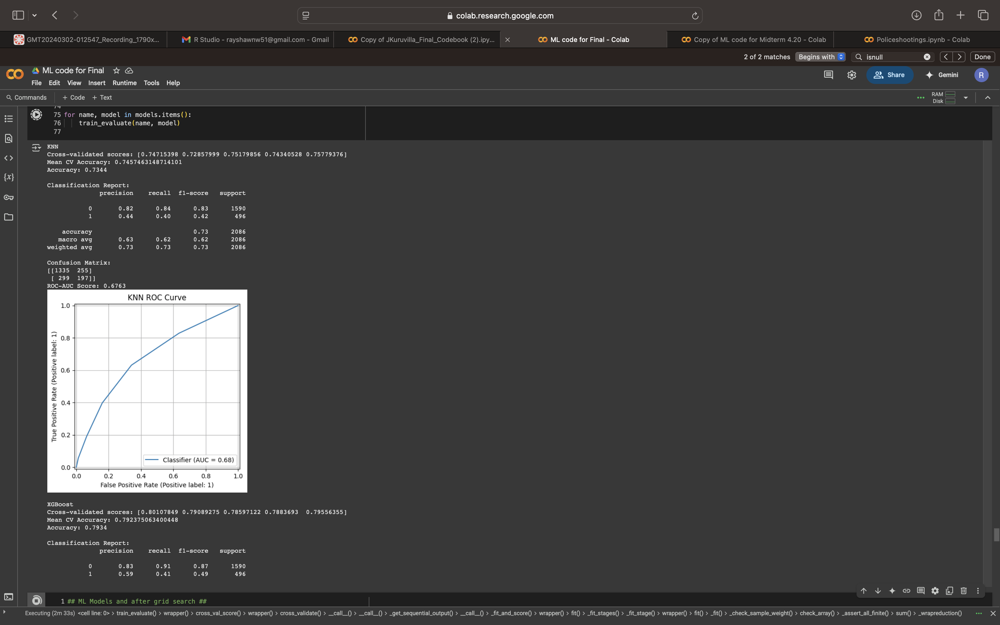 colab.research.google.com
GMT20240302-012547_Recording_1790x...
R Studio - rayshawnw51@gmail.com - Gmail
Copy of JKuruvilla_Final_Codebook (2).ipy...
ML code for Final - Colab
Copy of ML code for Midterm 4.20 - Colab
Policeshootings.ipynb - Colab
2 of 2 matches Begins with isnull Done
ML code for Final
File Edit View Insert Runtime Tools Help
Share Gemini R
Commands + Code + Text
RAM
Disk
74
75 for name, model in models.items():
76 train_evaluate(name, model)
77
KNN
Cross-validated scores: [0.74715398 0.72857999 0.75179856 0.74340528 0.75779376]
Mean CV Accuracy: 0.7457463148714101
Accuracy: 0.7344
Classification Report:
precision recall f1-score support
0 0.82 0.84 0.83 1590
1 0.44 0.40 0.42 496
accuracy 0.73 2086
macro avg 0.63 0.62 0.62 2086
weighted avg 0.73 0.73 0.73 2086
Confusion Matrix:
[[1335 255]
[ 299 197]]
ROC-AUC Score: 0.6763
KNN ROC Curve
True Positive Rate (Positive label: 1)
1.0
0.8
0.6
0.4
0.2
0.0
Classifier (AUC = 0.68)
0.0 0.2 0.4 0.6 0.8 1.0
False Positive Rate (Positive label: 1)
XGBoost
Cross-validated scores: [0.80107849 0.79089275 0.78597122 0.7883693 0.79556355]
Mean CV Accuracy: 0.792375063400448
Accuracy: 0.7934
Classification Report:
precision recall f1-score support
0 0.83 0.91 0.87 1590
1 0.59 0.41 0.49 496
1 ## ML Models and after grid search ##
Executing (2m 33s) <cell line: 0> > train_evaluate() > wrapper() > cross_val_score() > wrapper() > cross_validate() > __call__() > __call__() > _get_sequential_output() > __call__() > _fit_and_score() > wrapper() > fit() > _fit_stages() > _fit_stage() > wrapper() > fit() > _fit() > _check_sample_weight() > check_array() > _assert_all_finite() > sum() > _wrapreduction()